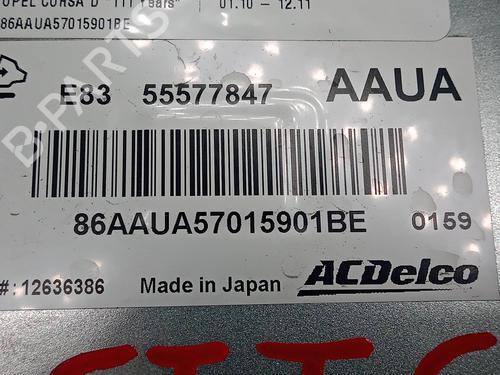 OPEL CORSA D "111 Years" 01.10 - 12.11
86AAUA57015901BE
E83 55577847 AAUA
86AAUA57015901BE 0159
#: 12636386 Made in Japan ACDelco
B-PARTS